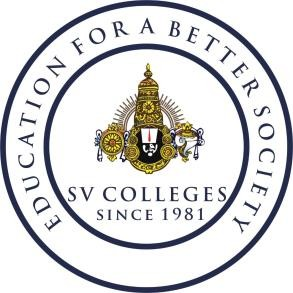 EDUCATION FOR A BETTER SOCIETY
SV COLLEGES
SINCE 1981